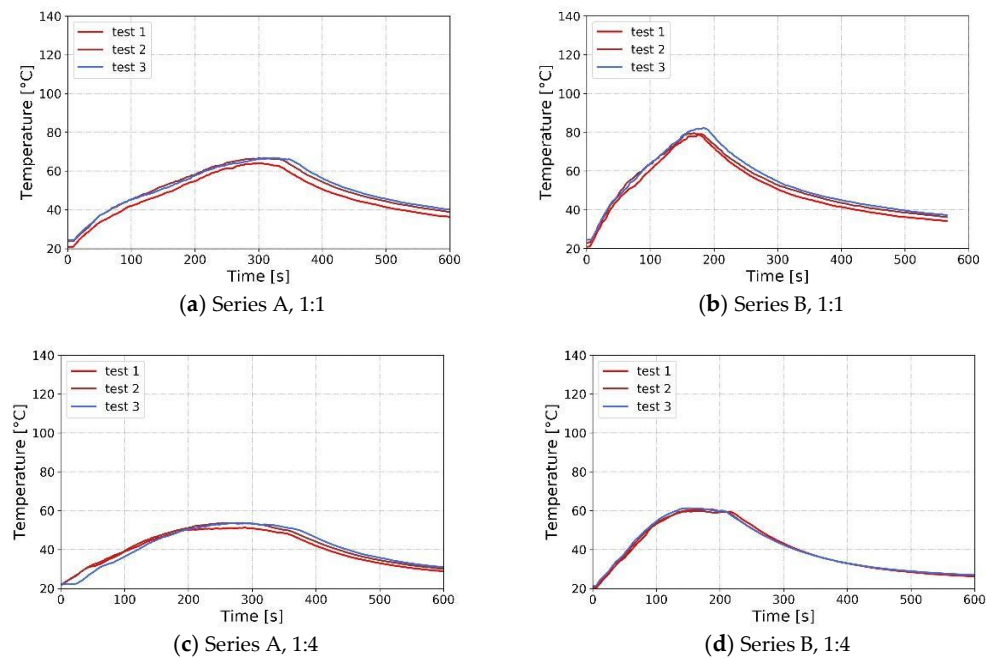 140
120
100
80
60
40
20
Temperature [°C]
test 1
test 2
test 3
0 100 200 300 400 500 600
Time [s]
(a) Series A, 1:1
140
120
100
80
60
40
20
Temperature [°C]
test 1
test 2
test 3
0 100 200 300 400 500 600
Time [s]
(b) Series B, 1:1
140
120
100
80
60
40
20
Temperature [°C]
test 1
test 2
test 3
0 100 200 300 400 500 600
Time [s]
(c) Series A, 1:4
140
120
100
80
60
40
20
Temperature [°C]
test 1
test 2
test 3
0 100 200 300 400 500 600
Time [s]
(d) Series B, 1:4